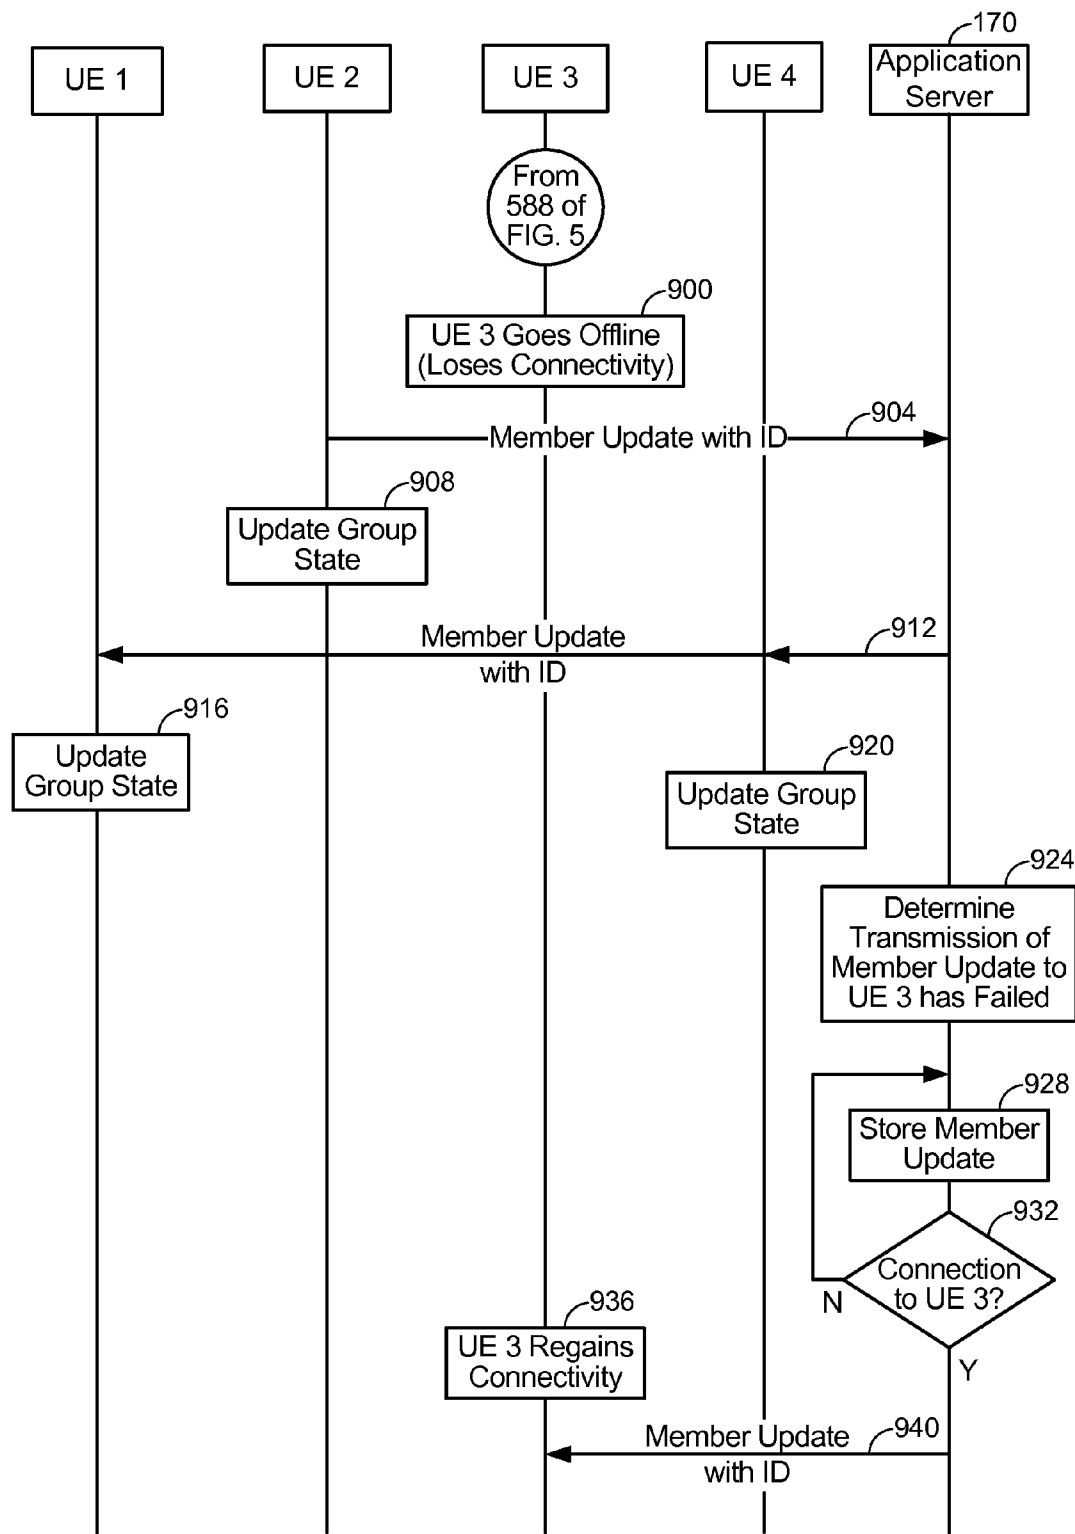 170
UE 1
UE 2
UE 3
UE 4
Application
Server
From
588 of
FIG. 5
900
UE 3 Goes Offline
(Loses Connectivity)
904
Member Update with ID
908
Update Group
State
912
Member Update
with ID
916
Update
Group State
920
Update Group
State
924
Determine
Transmission of
Member Update to
UE 3 has Failed
928
Store Member
Update
932
Connection
to UE 3?
N
Y
936
UE 3 Regains
Connectivity
940
Member Update
with ID